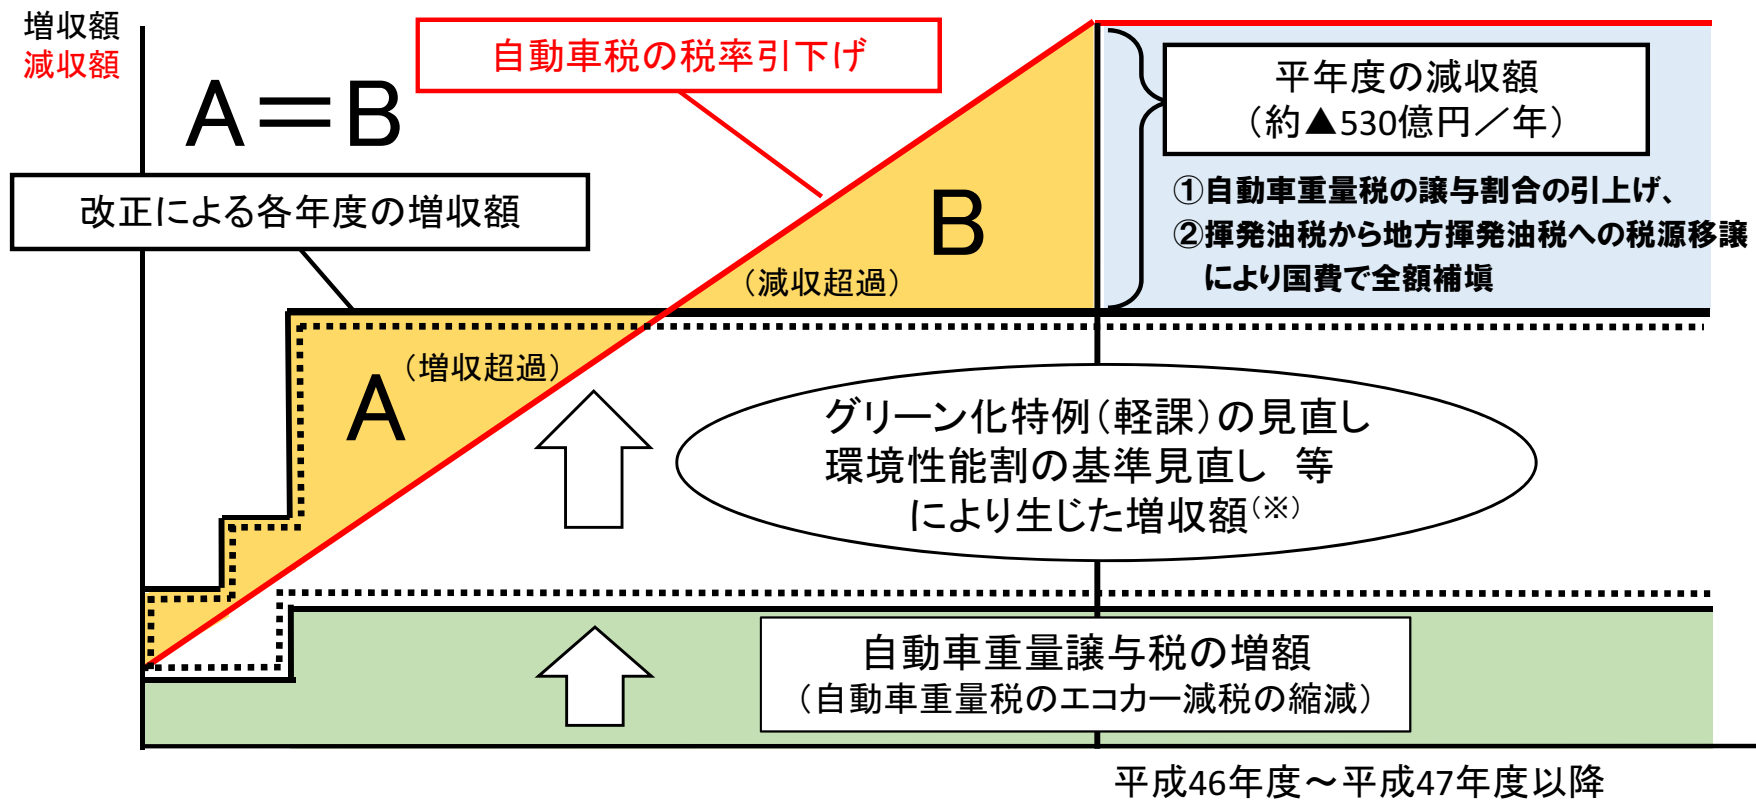 増収額
減収額
A＝B
自動車税の税率引下げ
平年度の減収額
（約▲530億円／年）
①自動車重量税の譲与割合の引上げ、
②揮発油税から地方揮発油税への税源移譲
により国費で全額補塡
改正による各年度の増収額
B
（減収超過）
A
（増収超過）
グリーン化特例（軽課）の見直し
環境性能割の基準見直し　等
により生じた増収額（※）
自動車重量譲与税の増額
（自動車重量税のエコカー減税の縮減）
平成46年度～平成47年度以降